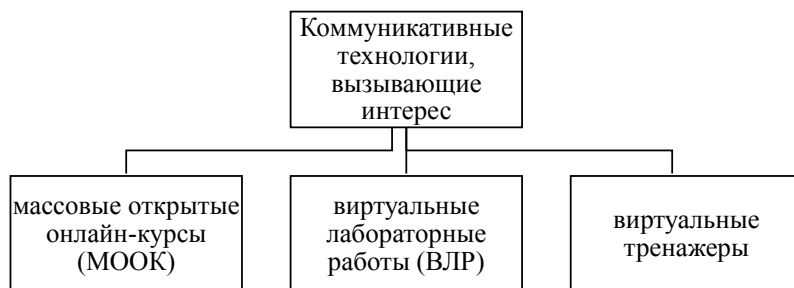 Коммуникативные
технологии,
вызывающие
интерес
массовые открытые
онлайн-курсы
(МООК)
виртуальные
лабораторные
работы (ВЛР)
виртуальные
тренажеры